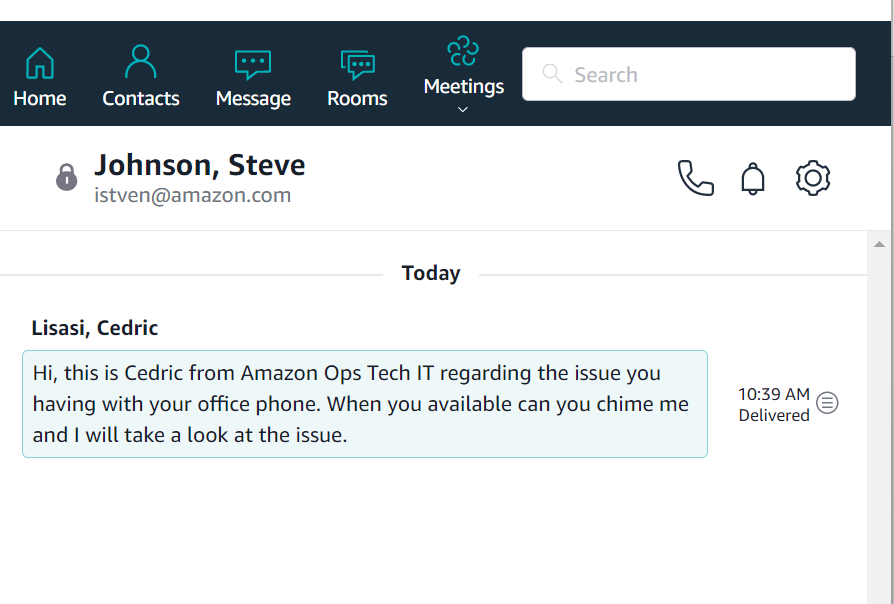 Home
Contacts
Message
Rooms
Meetings
Search
Johnson, Steve
istven@amazon.com
Today
Lisasi, Cedric
Hi, this is Cedric from Amazon Ops Tech IT regarding the issue you
having with your office phone. When you available can you chime me
and I will take a look at the issue.
10:39 AM
Delivered